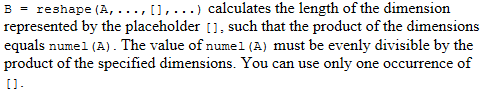 B = reshape(A,...,[],...) calculates the length of the dimension
represented by the placeholder [], such that the product of the dimensions
equals numel(A). The value of numel(A) must be evenly divisible by the
product of the specified dimensions. You can use only one occurrence of
[].